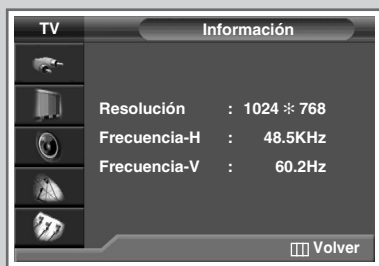 TV
Información
Resolución : 1024 ✻ 768
Frecuencia-H : 48.5KHz
Frecuencia-V : 60.2Hz
Volver